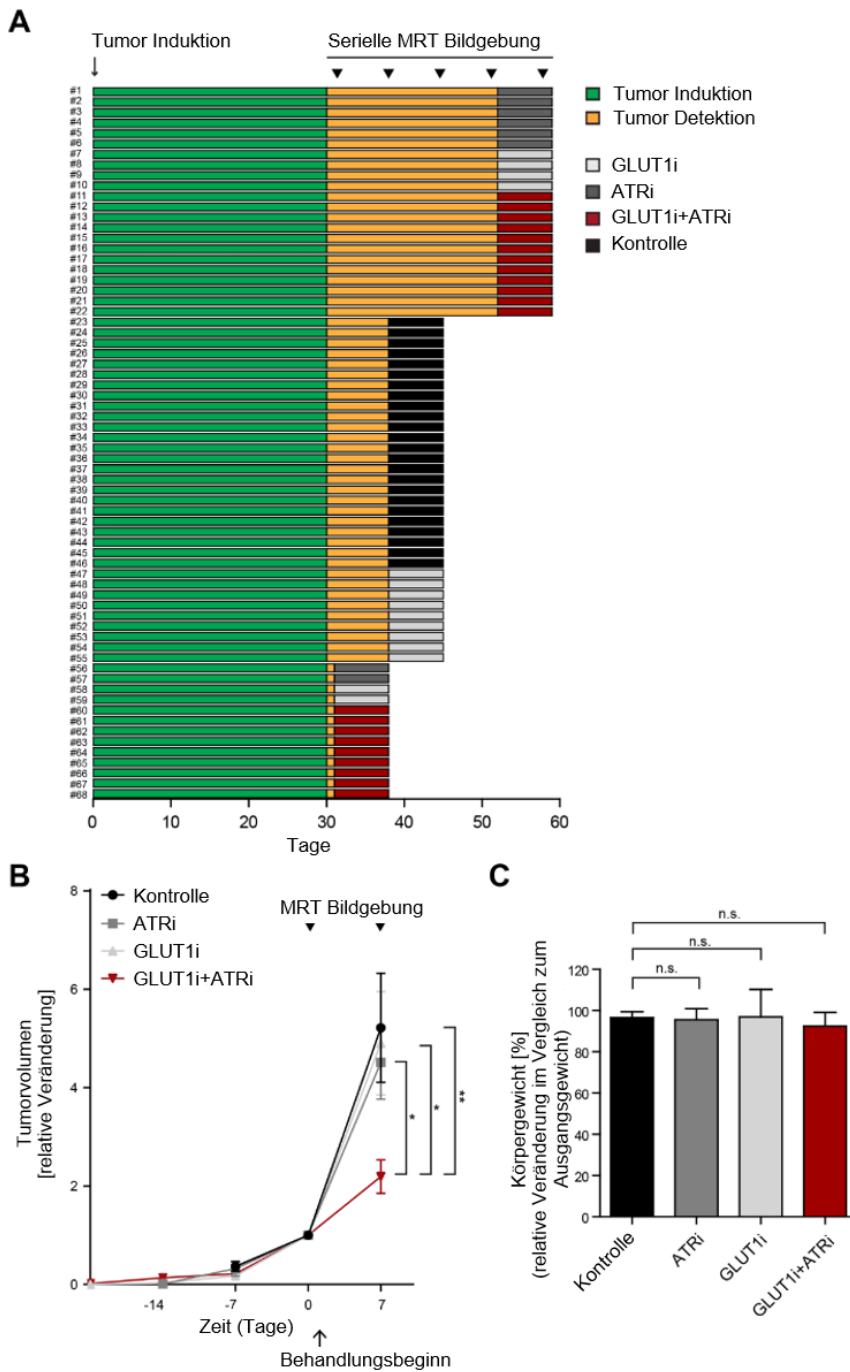 A
Tumor Induktion
Serielle MRT Bildgebung
#1
#2
#3
#4
#5
#6
#7
#8
#9
#10
#11
#12
#13
#14
#15
#16
#17
#18
#19
#20
#21
#22
#23
#24
#25
#26
#27
#28
#29
#30
#31
#32
#33
#34
#35
#36
#37
#38
#39
#40
#41
#42
#43
#44
#45
#46
#47
#48
#49
#50
#51
#52
#53
#54
#55
#56
#57
#58
#59
#60
#61
#62
#63
#64
#65
#66
#67
#68
0 10 20 30 40 50 60
Tage
Tumor Induktion
Tumor Detektion
GLUT1i
ATRi
GLUT1i+ATRi
Kontrolle
B
Kontrolle
ATRi
GLUT1i
GLUT1i+ATRi
MRT Bildgebung
Tumorvolumen
[relative Veränderung]
8
6
4
2
0
*
*
**
-14 -7 0 7
Zeit (Tage)
Behandlungsbeginn
C
n.s.
n.s.
n.s.
Körpergewicht [%]
(relative Veränderung im Vergleich zum
Ausgangsgewicht)
120
100
80
60
40
20
0
Kontrolle
ATRi
GLUT1i
GLUT1i+ATRi